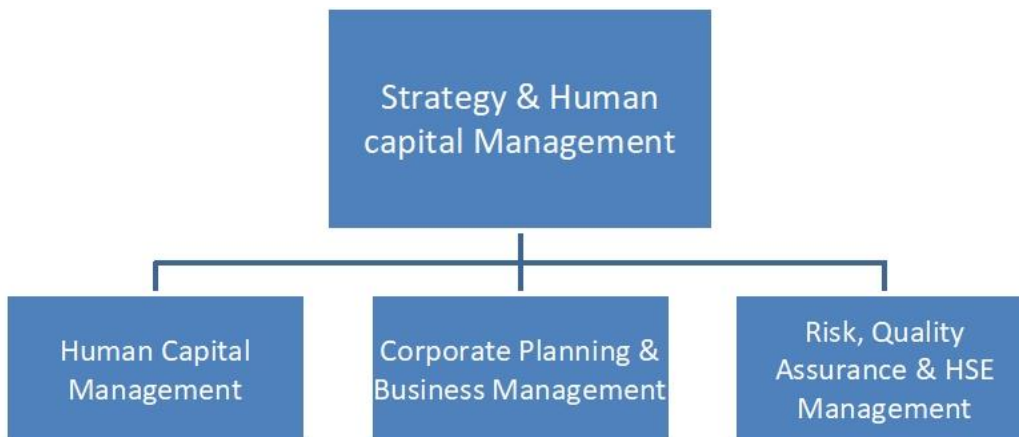 Strategy & Human
capital Management
Human Capital
Management
Corporate Planning &
Business Management
Risk, Quality
Assurance & HSE
Management